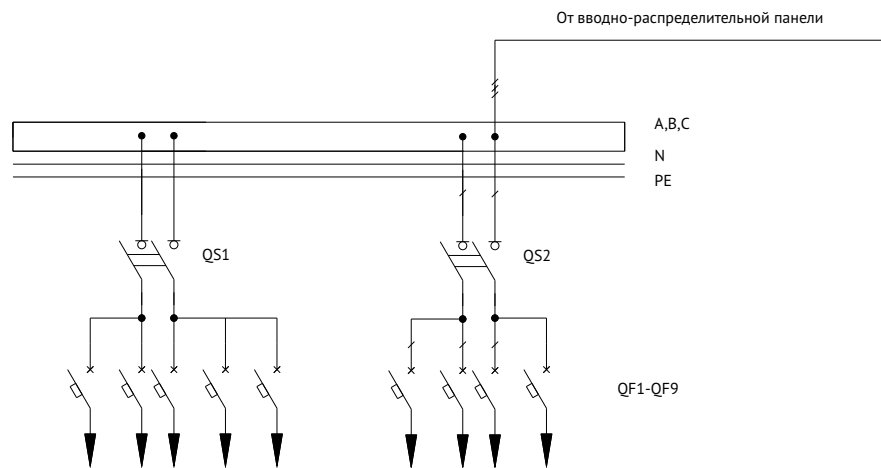 От вводно-распределительной панели
A,B,C
N
PE
QS1
QS2
QF1-QF9